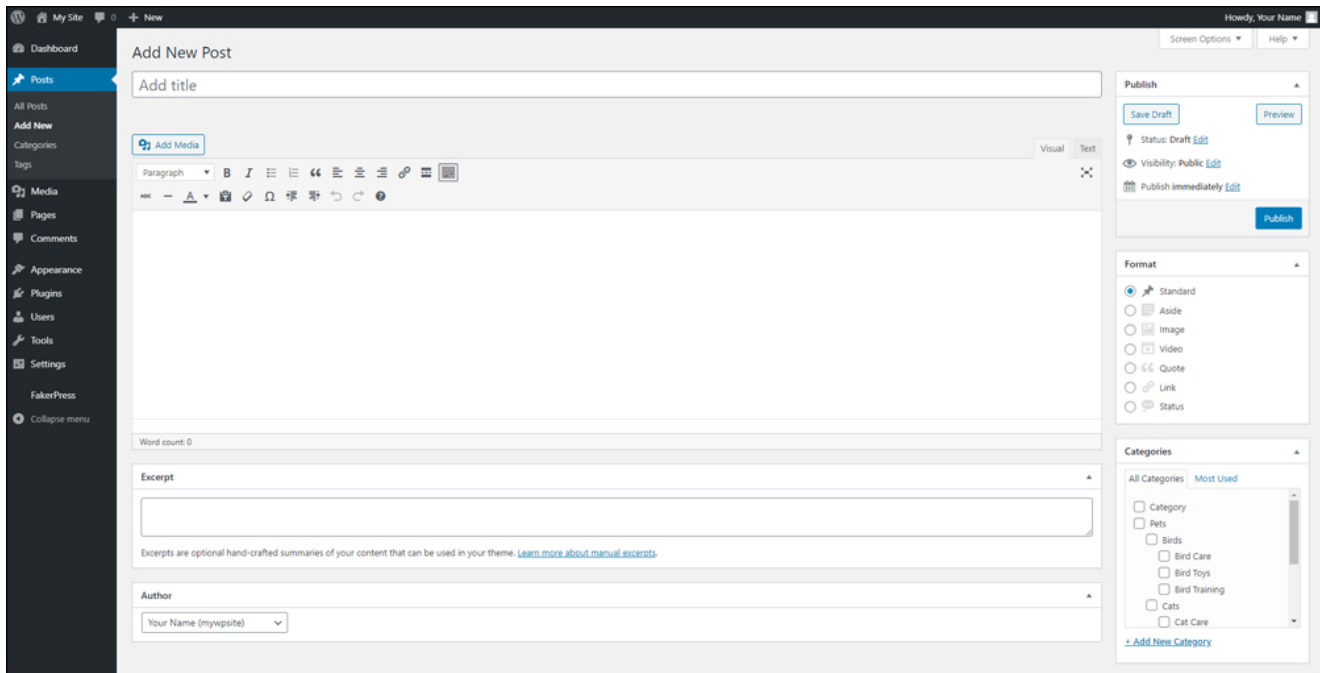 My Site 0 New
Howdy, Your Name
Screen Options ▼ Help ▼
Dashboard
Posts
All Posts
Add New
Categories
Tags
Media
Pages
Comments
Appearance
Plugins
Users
Tools
Settings
FakerPress
Collapse menu
Add New Post
Add title
Add Media
Visual Text
Paragraph
B I
ABC A Ω
Word count: 0
Excerpt
Excerpts are optional hand-crafted summaries of your content that can be used in your theme. Learn more about manual excerpts.
Author
Your Name (mywpsite)
Publish
Save Draft Preview
Status: Draft Edit
Visibility: Public Edit
Publish immediately Edit
Publish
Format
Standard
Aside
Image
Video
Quote
Link
Status
Categories
All Categories Most Used
Category
Pets
Birds
Bird Care
Bird Toys
Bird Training
Cats
Cat Care
+ Add New Category